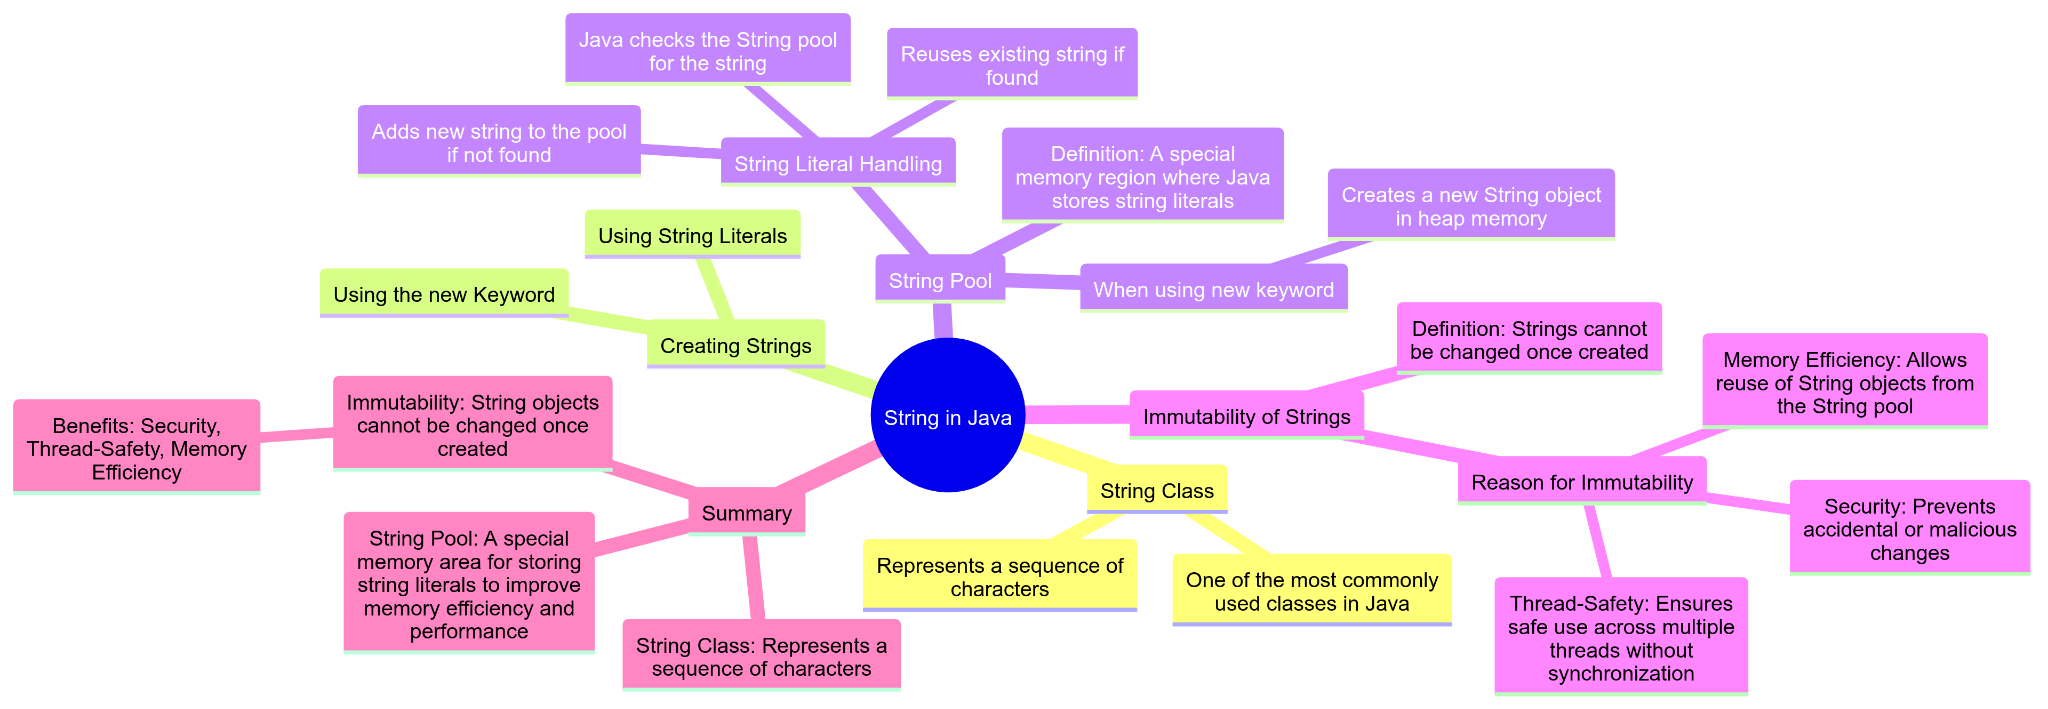 Java checks the String pool
for the string
Reuses existing string if
found
Adds new string to the pool
if not found
String Literal Handling
Definition: A special
memory region where Java
stores string literals
Creates a new String object
in heap memory
String Pool
When using new keyword
Using String Literals
Using the new Keyword
Creating Strings
String in Java
Immutability of Strings
Definition: Strings cannot
be changed once created
Memory Efficiency: Allows
reuse of String objects from
the String pool
Reason for Immutability
Security: Prevents
accidental or malicious
changes
Thread-Safety: Ensures
safe use across multiple
threads without
synchronization
String Class
Represents a sequence of
characters
One of the most commonly
used classes in Java
Summary
Immutability: String objects
cannot be changed once
created
Benefits: Security,
Thread-Safety, Memory
Efficiency
String Pool: A special
memory area for storing
string literals to improve
memory efficiency and
performance
String Class: Represents a
sequence of characters